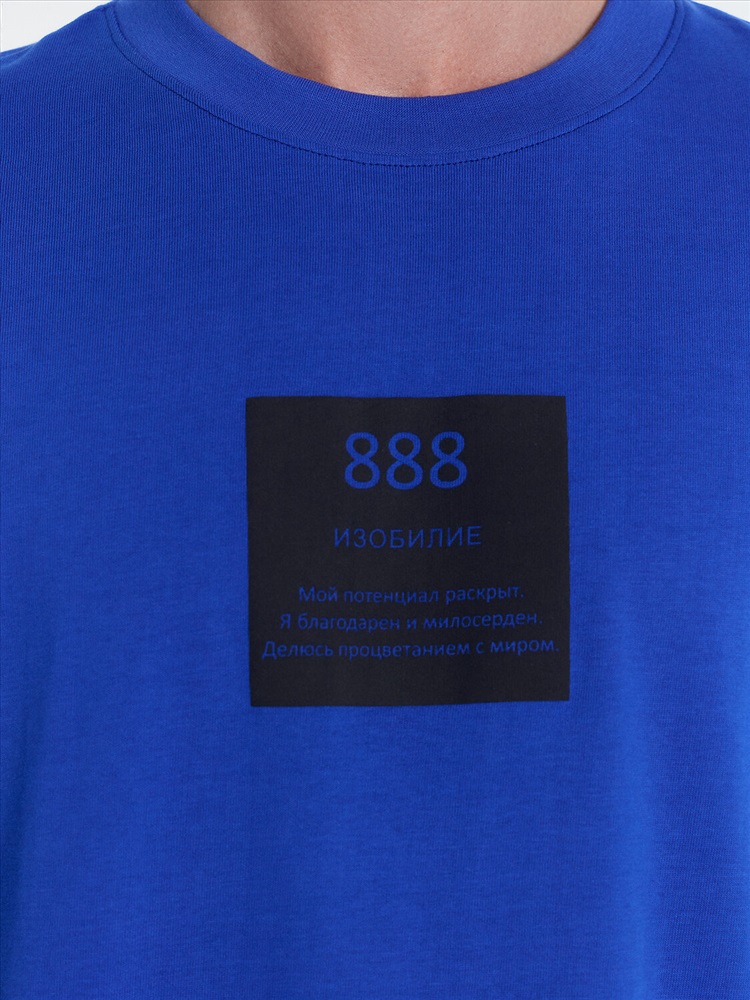 888
ИЗОБИЛИЕ
Мой потенциал раскрыт.
Я благодарен и милосерден.
Делюсь процветанием с миром.